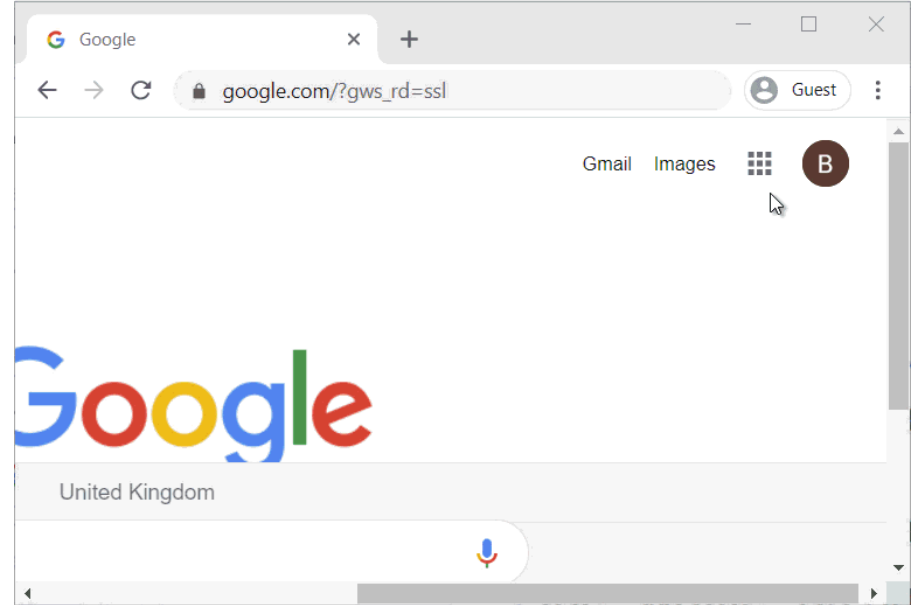 Google
google.com/?gws_rd=ssl
Guest
Gmail Images
B
Google
United Kingdom